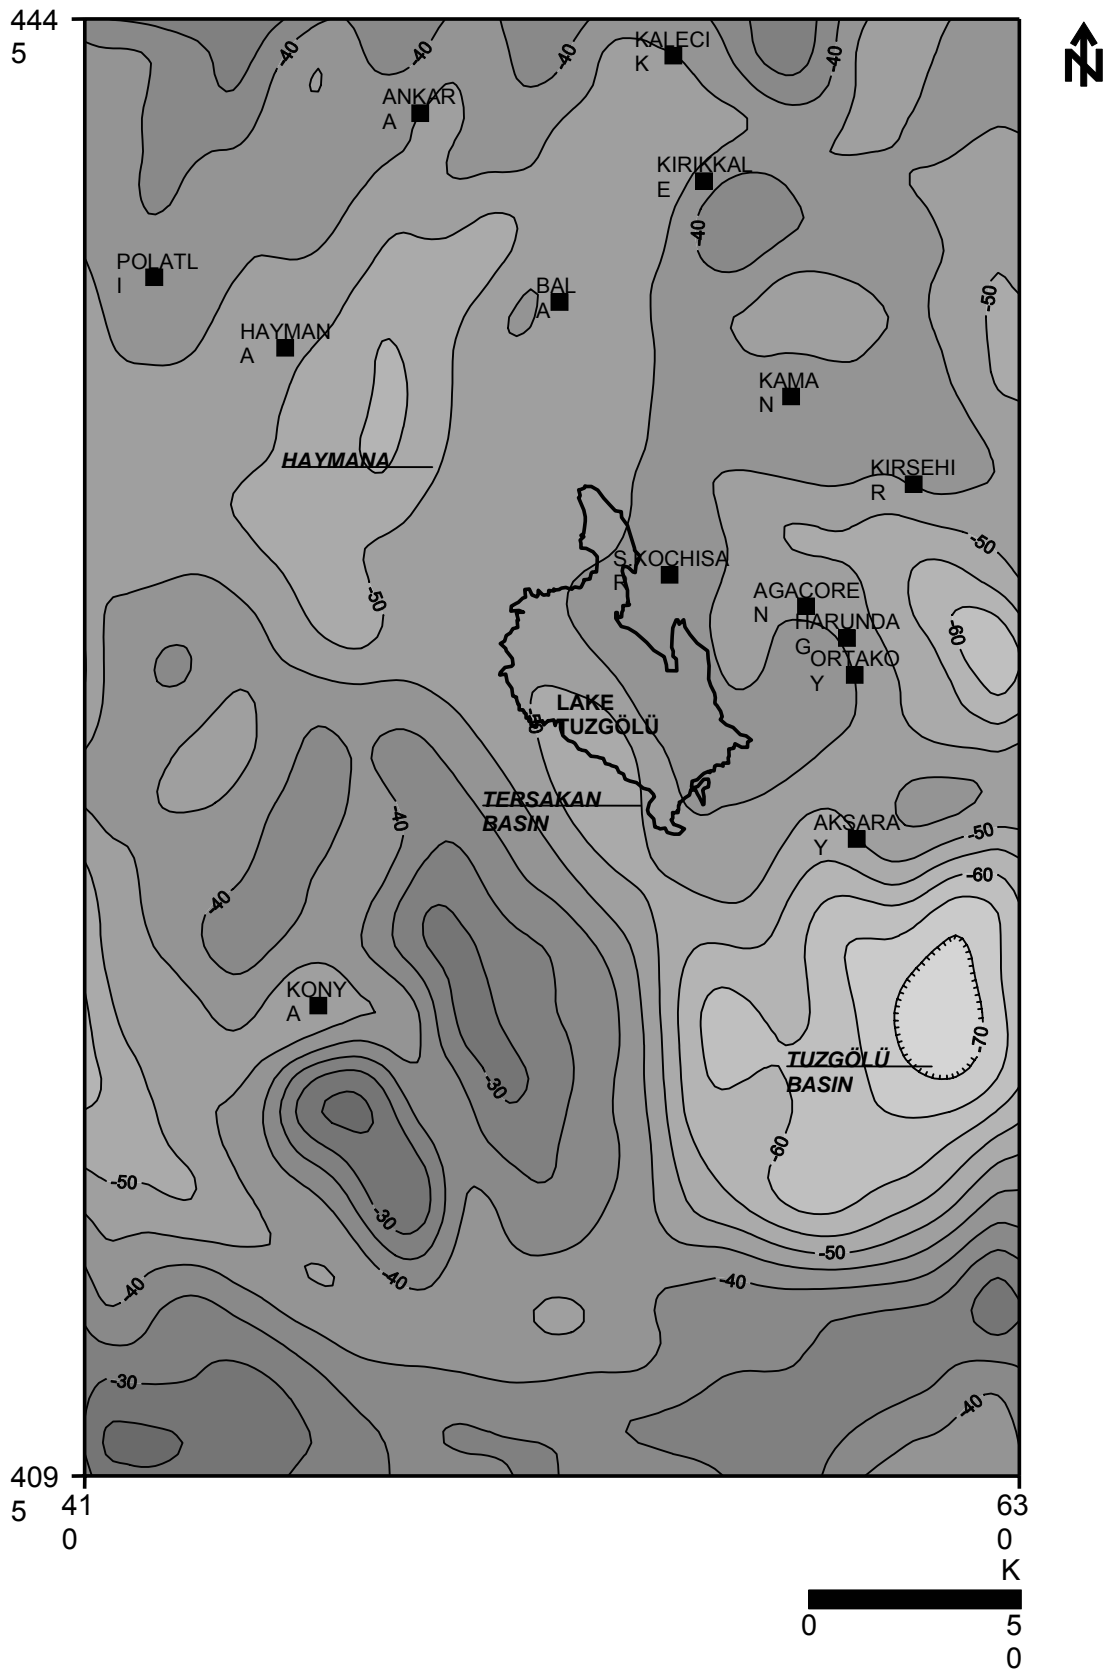 444
5
-40
-40
-40
KALECI
K
-40
N
ANKAR
A
KIRIKKAL
E
-40
POLATL
I
BAL
A
-50
HAYMAN
A
KAMA
N
HAYMANA
KIRSEHI
R
-50
S.KOCHISA
R
-50
AGACORE
N
HARUNDA
G
-60
ORTAKO
Y
LAKE
TUZGÖLÜ
-50
TERSAKAN
BASIN
-40
AKSARA
Y
-50
-60
-40
KONY
A
-70
TUZGÖLÜ
BASIN
-30
-60
-50
-30
-50
-40
-40
-40
-30
-40
409
5
41
0
63
0
K
0
5
0